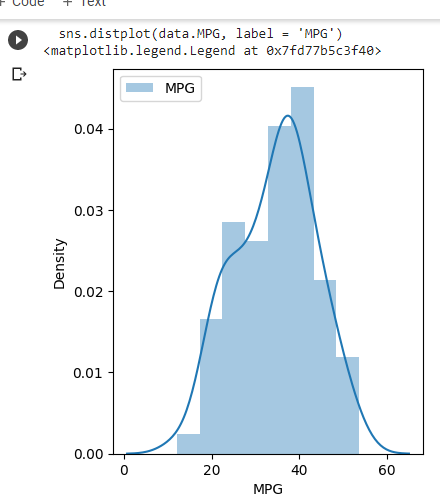 + Code + Text
sns.distplot(data.MPG, label = 'MPG')
<matplotlib.legend.Legend at 0x7fd77b5c3f40>
MPG
0.04
0.03
Density
0.02
0.01
0.00
0 20 40 60
MPG